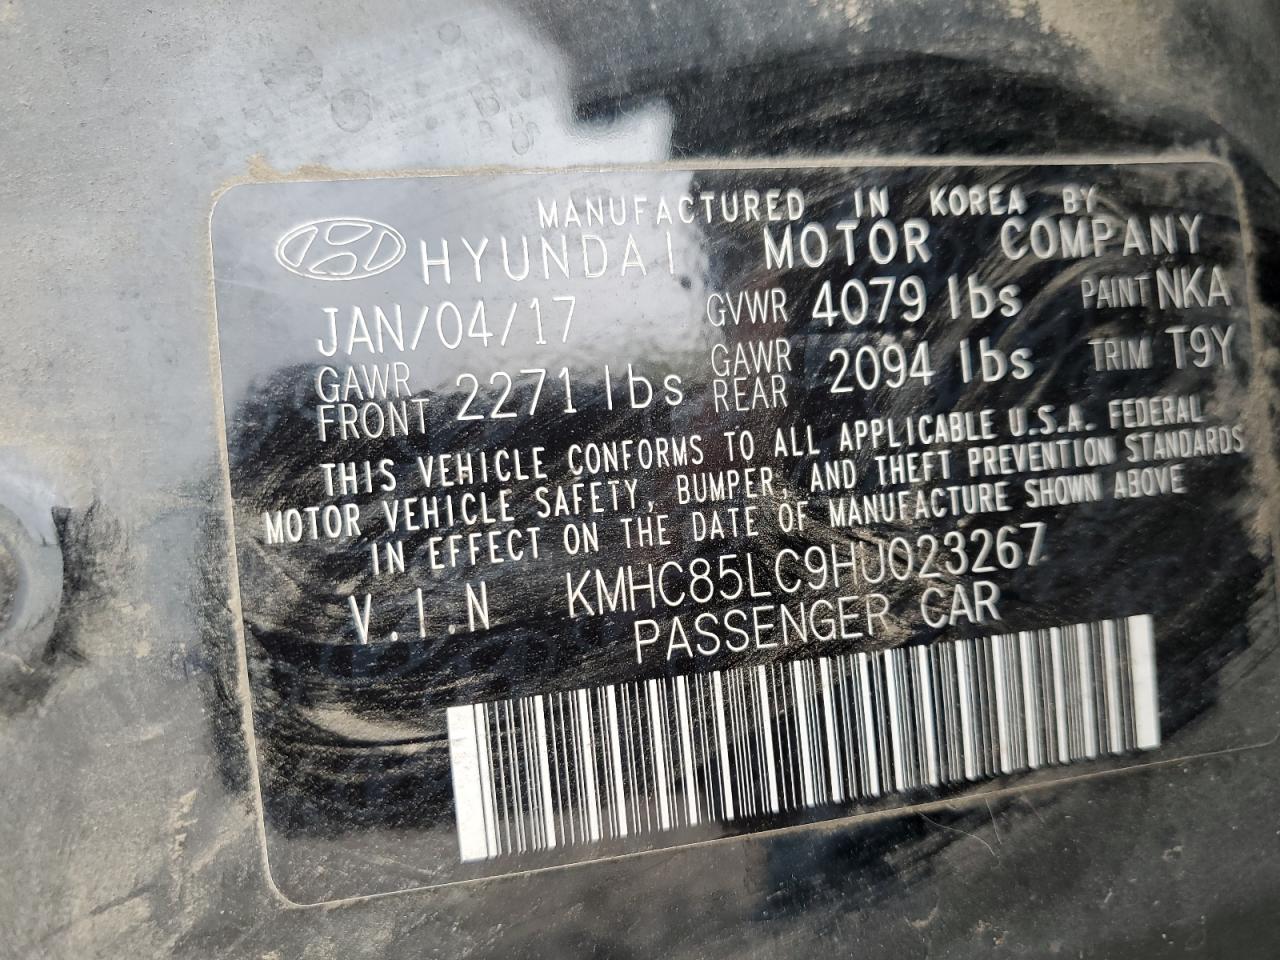 MANUFACTURED IN KOREA BY
HYUNDAI MOTOR COMPANY
JAN/04/17 GVWR 4079 lbs PAINT NKA
GAWR FRONT 2271 lbs GAWR REAR 2094 lbs TRIM T9Y
THIS VEHICLE CONFORMS TO ALL APPLICABLE U.S.A. FEDERAL
MOTOR VEHICLE SAFETY, BUMPER, AND THEFT PREVENTION STANDARDS
IN EFFECT ON THE DATE OF MANUFACTURE SHOWN ABOVE
V.I.N KMHC85LC9HU023267
PASSENGER CAR